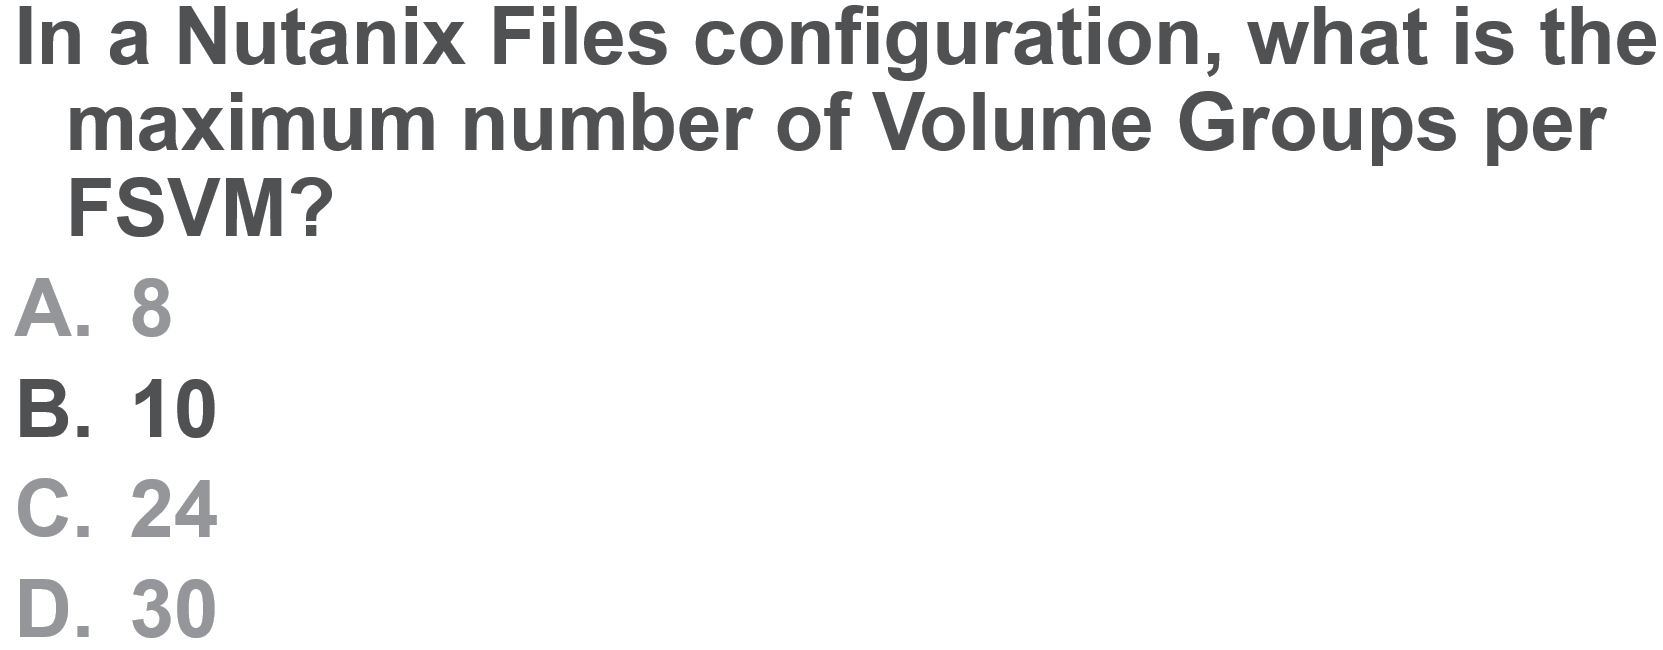 In a Nutanix Files configuration, what is the
maximum number of Volume Groups per
FSVM?
A. 8
B. 10
C. 24
D. 30